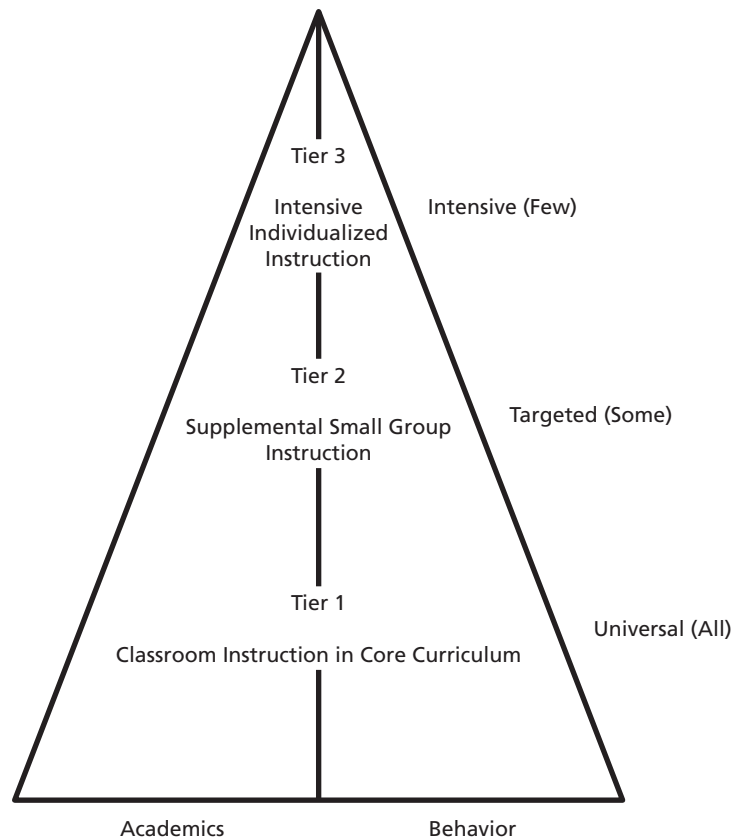 Tier 3
Intensive
Individualized
Instruction
Intensive (Few)
Tier 2
Supplemental Small Group
Instruction
Targeted (Some)
Tier 1
Classroom Instruction in Core Curriculum
Universal (All)
Academics
Behavior